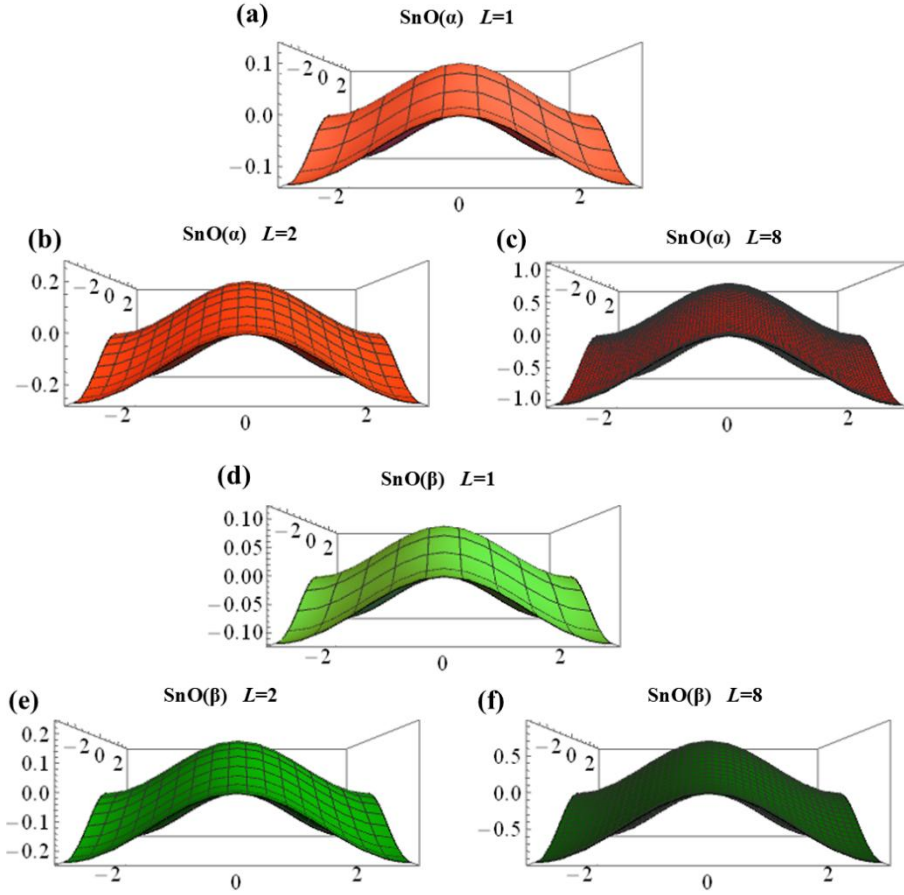 (a)
SnO(α) L=1
0.1
0.0
−0.1
−2 0 2
−2
0
2
(b)
SnO(α) L=2
0.2
0.0
−0.2
−2 0 2
−2
0
2
(c)
SnO(α) L=8
1.0
0.5
0.0
−0.5
−1.0
−2 0 2
−2
0
2
(d)
SnO(β) L=1
0.10
0.05
0.00
−0.05
−0.10
−2 0 2
−2
0
2
(e)
SnO(β) L=2
0.2
0.1
0.0
−0.1
−0.2
−2 0 2
−2
0
2
(f)
SnO(β) L=8
0.5
0.0
−0.5
−2 0 2
−2
0
2